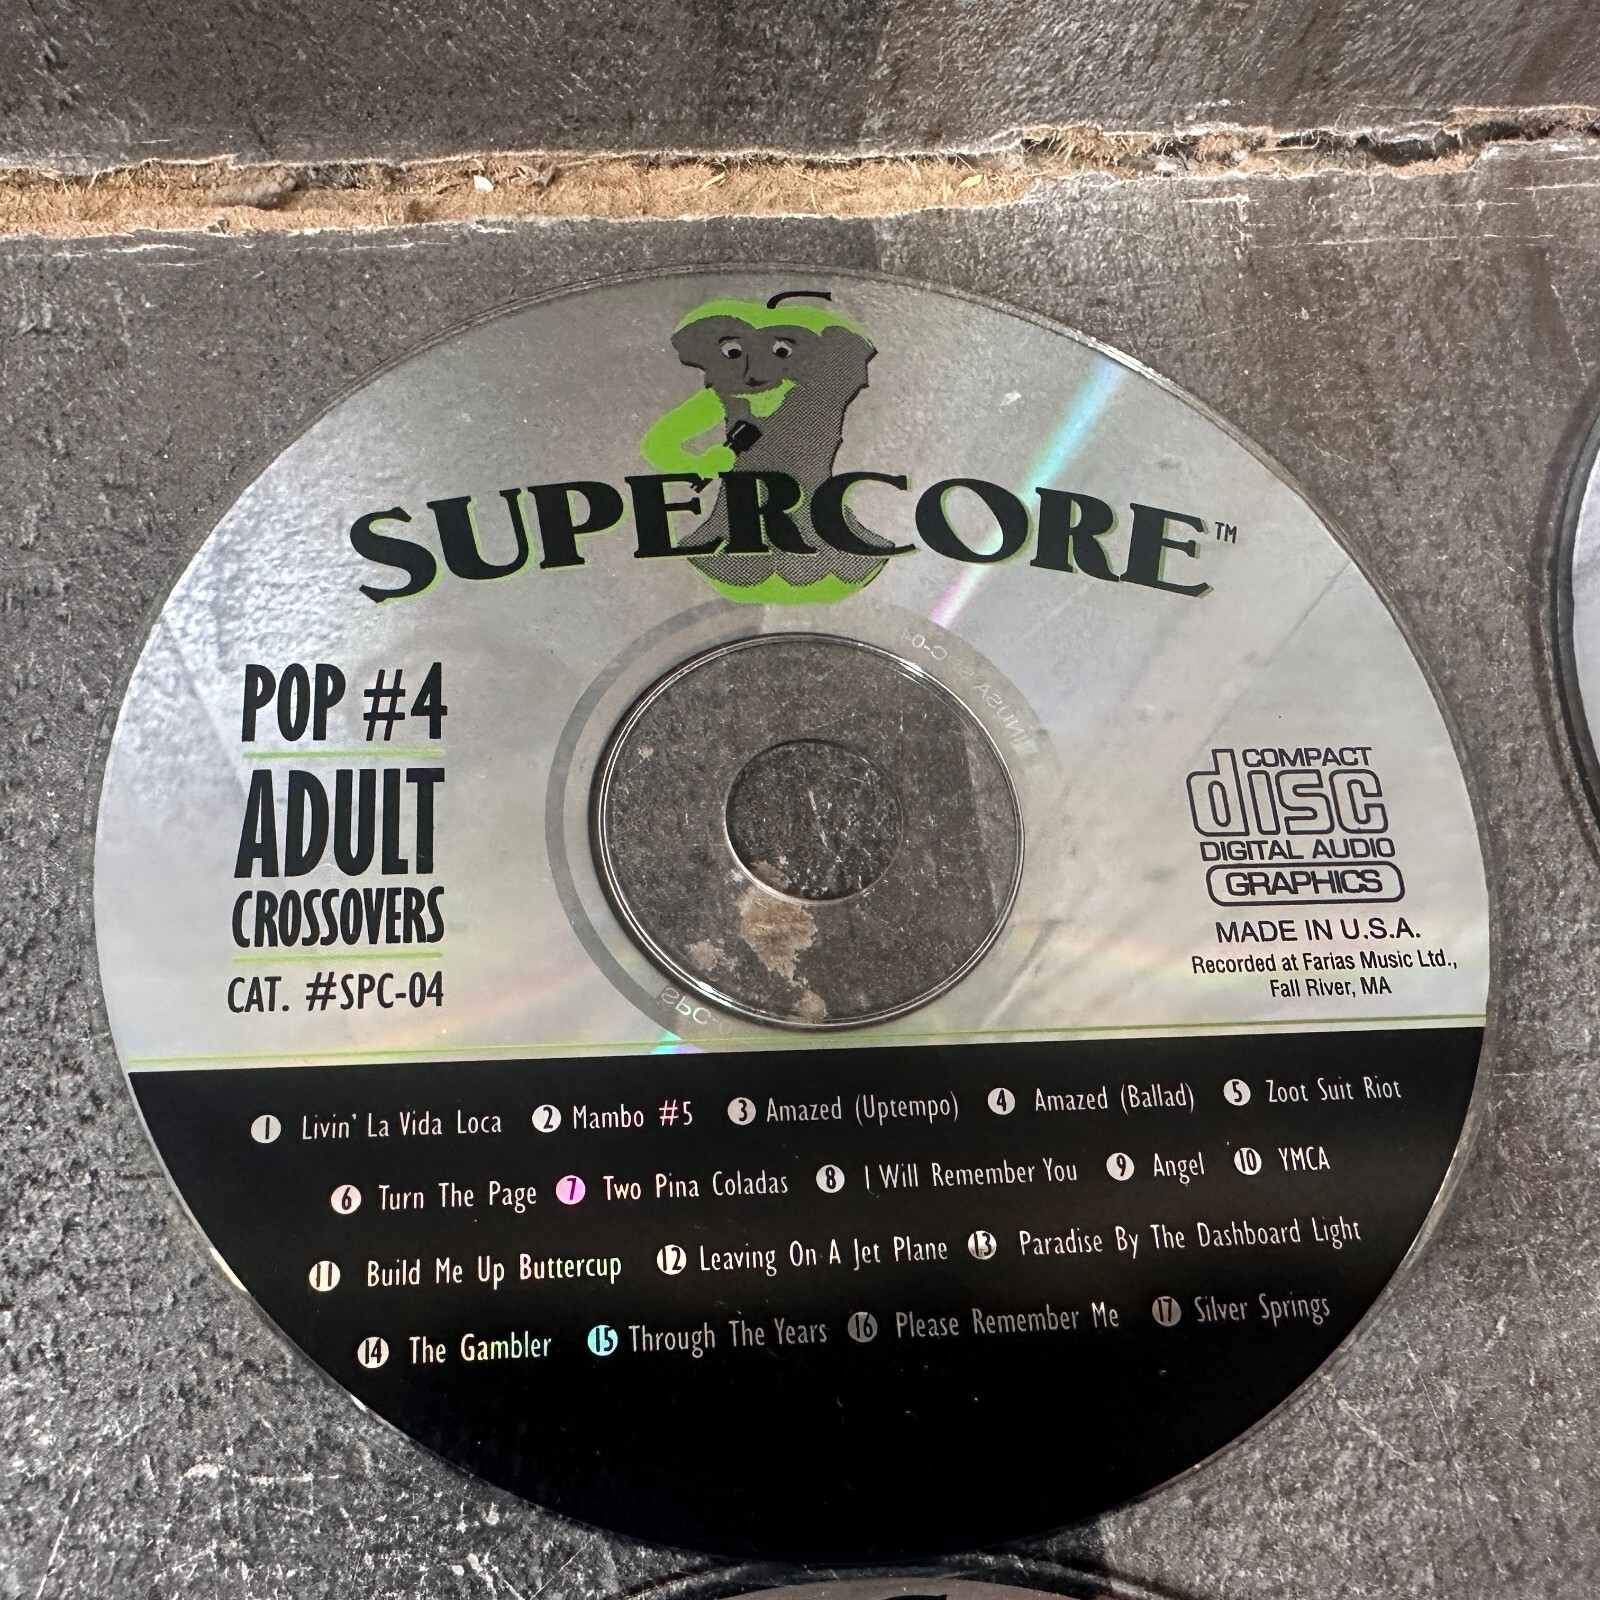 SUPERCORE™
POP #4
ADULT
CROSSOVERS
CAT. #SPC-04
COMPACT
disc
DIGITAL AUDIO
GRAPHICS
MADE IN U.S.A.
Recorded at Farias Music Ltd.,
Fall River, MA
1 Livin' La Vida Loca 2 Mambo #5 3 Amazed (Uptempo) 4 Amazed (Ballad) 5 Zoot Suit Riot
6 Turn The Page 7 Two Pina Coladas 8 I Will Remember You 9 Angel 10 YMCA
11 Build Me Up Buttercup 12 Leaving On A Jet Plane 13 Paradise By The Dashboard Light
14 The Gambler 15 Through The Years 16 Please Remember Me 17 Silver Springs